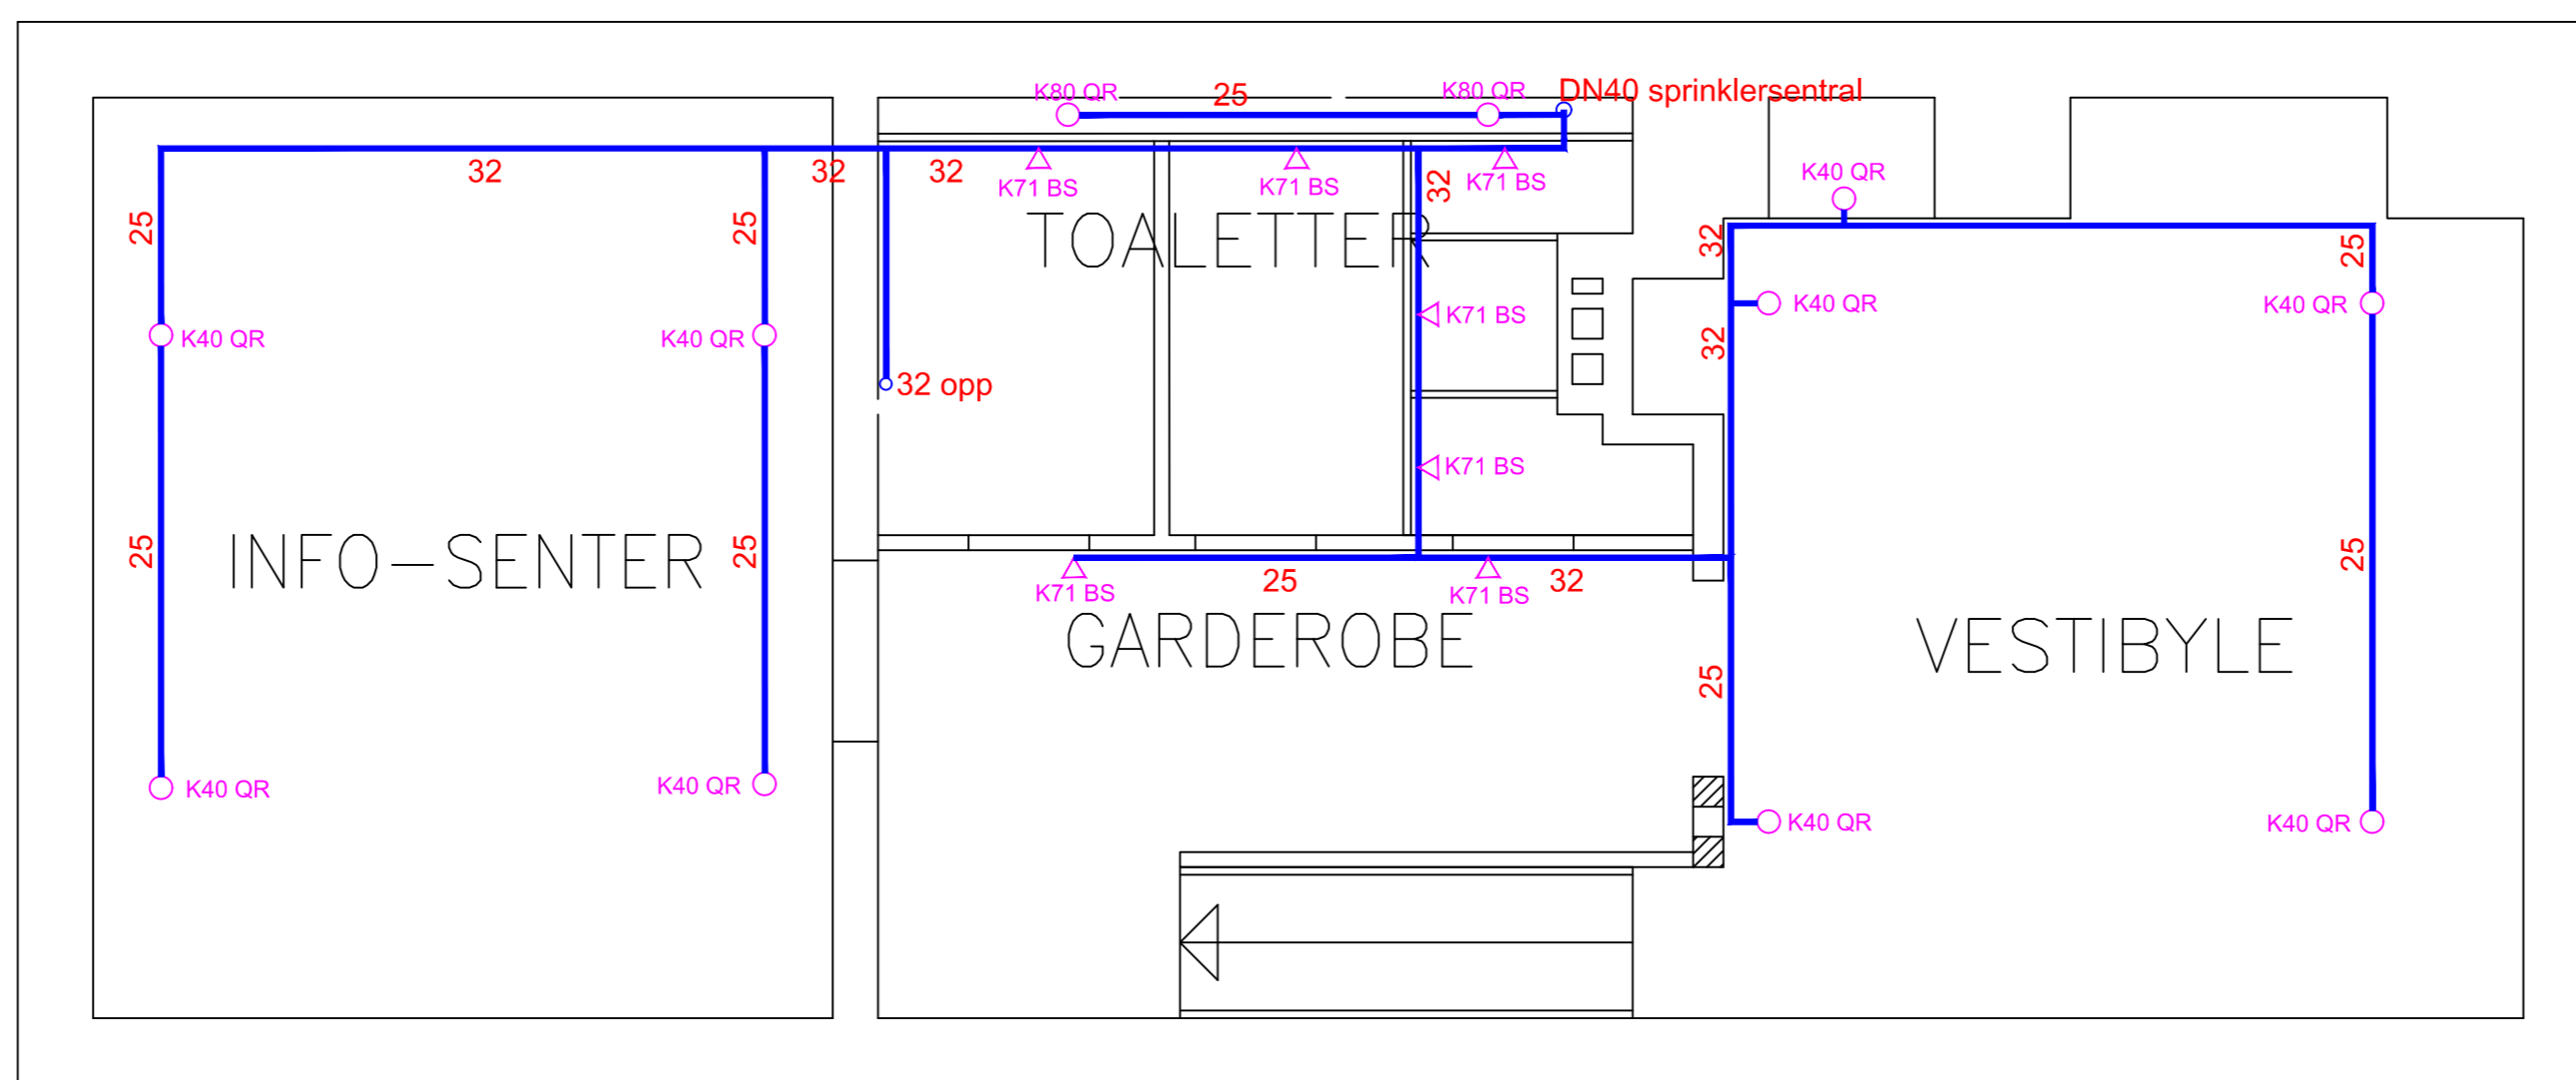 K80 QR
25
K80 QR
DN40 sprinklersentral
32
32
32
K71 BS
K71 BS
32
K71 BS
K40 QR
25
25
TOALETTER
32
25
K40 QR
K40 QR
K71 BS
K40 QR
K40 QR
32
32 opp
K71 BS
INFO-SENTER
25
25
25
K71 BS
25
K71 BS
32
GARDEROBE
VESTIBYLE
25
K40 QR
K40 QR
K40 QR
K40 QR